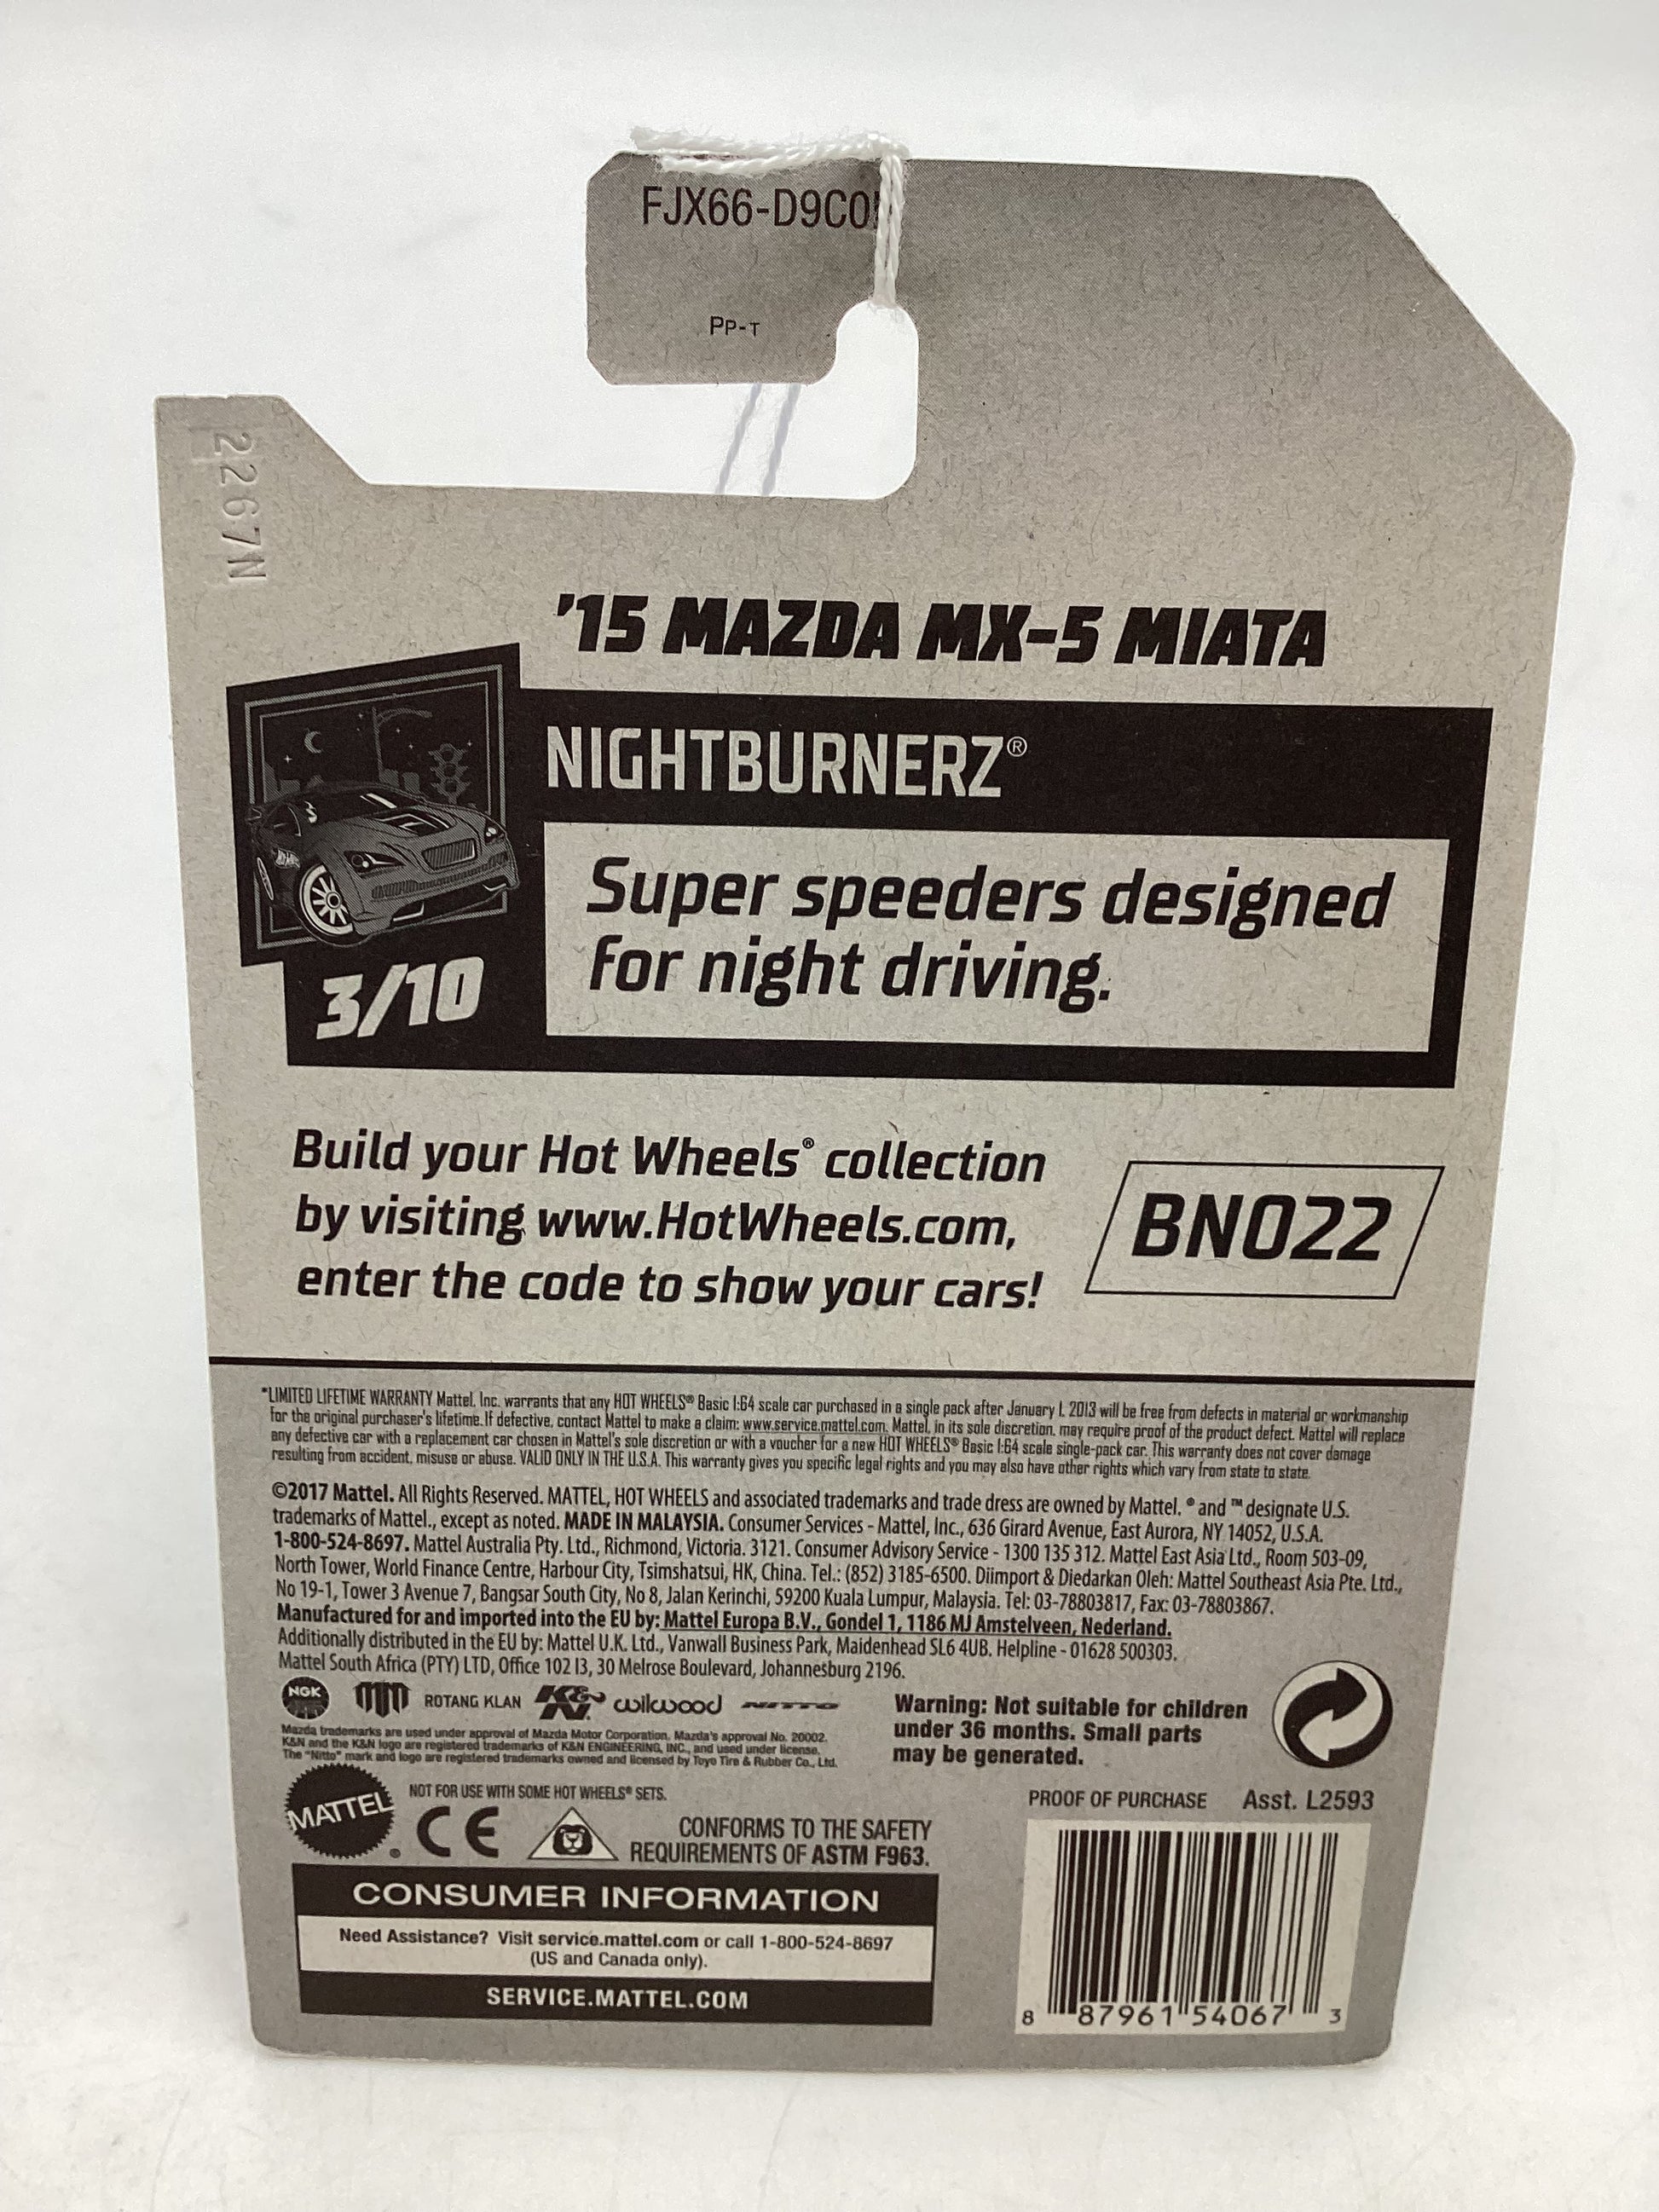 FJX66-D9C0
PP-T
2267N
'15 MAZDA MX-5 MIATA
NIGHTBURNERZ®
Super speeders designed
for night driving.
3/10
Build your Hot Wheels® collection
by visiting www.HotWheels.com,
enter the code to show your cars!
BN022
*LIMITED LIFETIME WARRANTY Mattel, Inc. warrants that any HOT WHEELS® Basic 1:64 scale car purchased in a single pack after January 1, 2013 will be free from defects in material or workmanship
for the original purchaser's lifetime. If defective, contact Mattel to make a claim: www.service.mattel.com. Mattel, in its sole discretion, may require proof of the product defect. Mattel will replace
any defective car with a replacement car chosen in Mattel's sole discretion or with a voucher for a new HOT WHEELS® Basic 1:64 scale single-pack car. This warranty does not cover damage
resulting from accident, misuse or abuse. VALID ONLY IN THE U.S.A. This warranty gives you specific legal rights and you may also have other rights which vary from state to state.
©2017 Mattel. All Rights Reserved. MATTEL, HOT WHEELS and associated trademarks and trade dress are owned by Mattel. ® and ™ designate U.S.
trademarks of Mattel., except as noted. MADE IN MALAYSIA. Consumer Services - Mattel, Inc., 636 Girard Avenue, East Aurora, NY 14052, U.S.A.
1-800-524-8697. Mattel Australia Pty. Ltd., Richmond, Victoria. 3121. Consumer Advisory Service - 1300 135 312. Mattel East Asia Ltd., Room 503-09,
North Tower, World Finance Centre, Harbour City, Tsimshatsui, HK, China. Tel.: (852) 3185-6500. Diimport & Diedarkan Oleh: Mattel Southeast Asia Pte. Ltd.,
No 19-1, Tower 3 Avenue 7, Bangsar South City, No 8, Jalan Kerinchi, 59200 Kuala Lumpur, Malaysia. Tel: 03-78803817, Fax: 03-78803867.
Manufactured for and imported into the EU by: Mattel Europa B.V., Gondel 1, 1186 MJ Amstelveen, Nederland.
Additionally distributed in the EU by: Mattel U.K. Ltd., Vanwall Business Park, Maidenhead SL6 4UB. Helpline - 01628 500303.
Mattel South Africa (PTY) LTD, Office 102 I3, 30 Melrose Boulevard, Johannesburg 2196.
NGK ROTANG KLAN K&N wilwood NITTO
Mazda trademarks are used under approval of Mazda Motor Corporation. Mazda's approval No. 20002.
K&N and the K&N logo are registered trademarks of K&N ENGINEERING, INC., and used under license.
The "Nitto" mark and logo are registered trademarks owned and licensed by Toyo Tire & Rubber Co., Ltd.
Warning: Not suitable for children
under 36 months. Small parts
may be generated.
MATTEL®
NOT FOR USE WITH SOME HOT WHEELS® SETS.
CE
CONFORMS TO THE SAFETY
REQUIREMENTS OF ASTM F963.
PROOF OF PURCHASE Asst. L2593
CONSUMER INFORMATION
Need Assistance? Visit service.mattel.com or call 1-800-524-8697
(US and Canada only).
SERVICE.MATTEL.COM
8 87961 54067 3